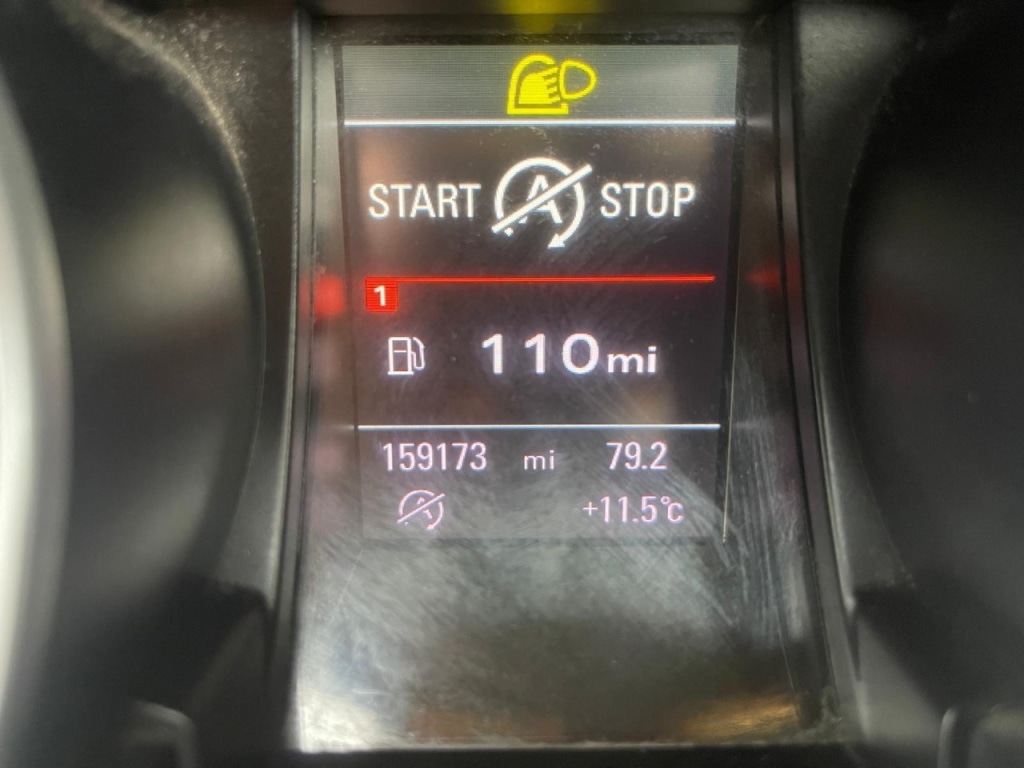 START A STOP
1
110 mi
159173 mi 79.2
A +11.5°C